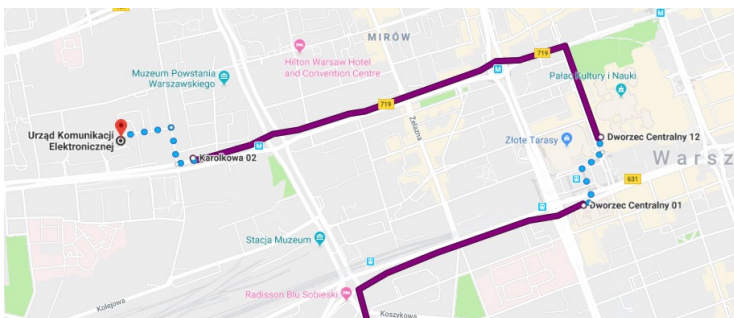 MIRÓW
719
Hilton Warsaw Hotel
and Convention Centre
Muzeum Powstania
Warszawskiego
Pałac Kultury i Nauki
719
Żelazna
Urząd Komunikacji
Elektronicznej
Złote Tarasy
Dworzec Centralny 12
Karolkowa 02
Warsz
631
Dworzec Centralny 01
Stacja Muzeum
Radisson Blu Sobieski
Kolejowa
Koszykowa